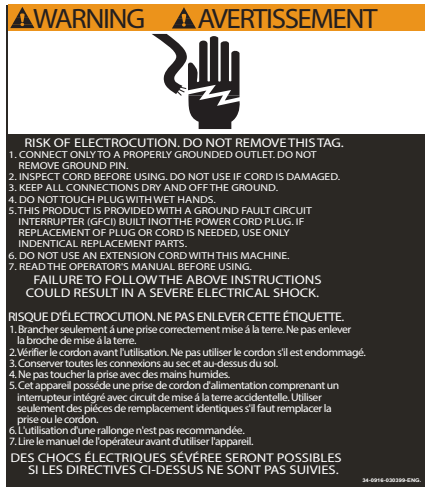 WARNING AVERTISSEMENT
RISK OF ELECTROCUTION. DO NOT REMOVE THIS TAG.
1. CONNECT ONLY TO A PROPERLY GROUNDED OUTLET. DO NOT
REMOVE GROUND PIN.
2. INSPECT CORD BEFORE USING. DO NOT USE IF CORD IS DAMAGED.
3. KEEP ALL CONNECTIONS DRY AND OFF THE GROUND.
4. DO NOT TOUCH PLUG WITH WET HANDS.
5. THIS PRODUCT IS PROVIDED WITH A GROUND FAULT CIRCUIT
INTERRUPTER (GFCI) BUILT INOT THE POWER CORD PLUG. IF
REPLACEMENT OF PLUG OR CORD IS NEEDED, USE ONLY
INDENTICAL REPLACEMENT PARTS.
6. DO NOT USE AN EXTENSION CORD WITH THIS MACHINE.
7. READ THE OPERATOR'S MANUAL BEFORE USING.
FAILURE TO FOLLOW THE ABOVE INSTRUCTIONS
COULD RESULT IN A SEVERE ELECTRICAL SHOCK.
RISQUE D'ÉLECTROCUTION. NE PAS ENLEVER CETTE ÉTIQUETTE.
1. Brancher seulement á une prise correctement mise á la terre. Ne pas enlever
la broche de mise á la terre.
2. Vérifier le cordon avant l'utilisation. Ne pas utiliser le cordon s'il est endommagé.
3. Conserver toutes les connexions au sec et au-dessus du sol.
4. Ne pas toucher la prise avec des mains humides.
5. Cet appareil posséde une prise de cordon d'alimentation comprenant un
interrupteur intégré avec circuit de mise á la terre accidentelle. Utiliser
seulement des piéces de remplacement identiques s'il faut remplacer la
prise ou le cordon.
6. L'utilisation d'une rallonge n'est pas recommandée.
7. Lire le manuel de l'opérateur avant d'utiliser l'appareil.
DES CHOCS ÉLECTRIQUES SÉVÉREE SERONT POSSIBLES
SI LES DIRECTIVES CI-DESSUS NE SONT PAS SUIVIES.
34-0916-030399-ENG.